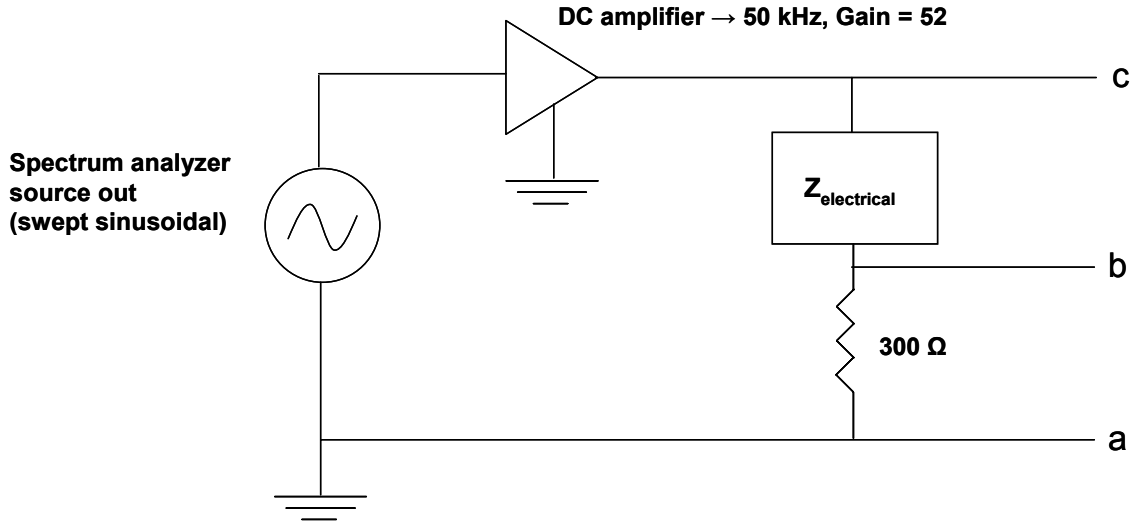 DC amplifier → 50 kHz, Gain = 52
c
Spectrum analyzer
source out
(swept sinusoidal)
Zelectrical
b
300 Ω
a